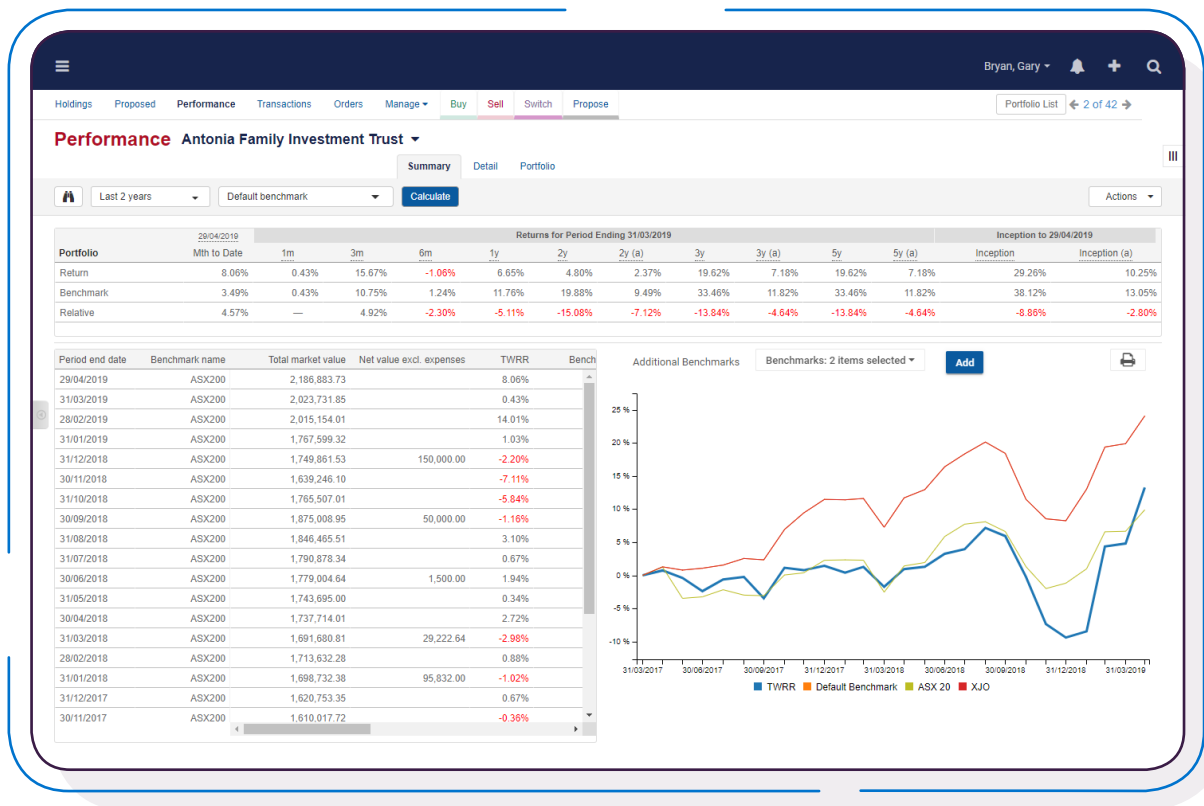 Bryan, Gary
Holdings Proposed Performance Transactions Orders Manage Buy Sell Switch Propose Portfolio List 2 of 42
Performance Antonia Family Investment Trust
Summary Detail Portfolio
Last 2 years Default benchmark Calculate Actions
29/04/2019 Returns for Period Ending 31/03/2019 Inception to 29/04/2019
Portfolio Mth to Date 1m 3m 6m 1y 2y 2y (a) 3y 3y (a) 5y 5y (a) Inception Inception (a)
Return 8.06% 0.43% 15.67% -1.06% 6.65% 4.80% 2.37% 19.62% 7.18% 19.62% 7.18% 29.26% 10.25%
Benchmark 3.49% 0.43% 10.75% 1.24% 11.76% 19.88% 9.49% 33.46% 11.82% 33.46% 11.82% 38.12% 13.05%
Relative 4.57% — 4.92% -2.30% -5.11% -15.08% -7.12% -13.84% -4.64% -13.84% -4.64% -8.86% -2.80%
Period end date Benchmark name Total market value Net value excl. expenses TWRR Bench
29/04/2019 ASX200 2,186,883.73 8.06%
31/03/2019 ASX200 2,023,731.85 0.43%
28/02/2019 ASX200 2,015,154.01 14.01%
31/01/2019 ASX200 1,767,599.32 1.03%
31/12/2018 ASX200 1,749,861.53 150,000.00 -2.20%
30/11/2018 ASX200 1,639,246.10 -7.11%
31/10/2018 ASX200 1,765,507.01 -5.84%
30/09/2018 ASX200 1,875,008.95 50,000.00 -1.16%
31/08/2018 ASX200 1,846,465.51 3.10%
31/07/2018 ASX200 1,790,878.34 0.67%
30/06/2018 ASX200 1,779,004.64 1,500.00 1.94%
31/05/2018 ASX200 1,743,695.00 0.34%
30/04/2018 ASX200 1,737,714.01 2.72%
31/03/2018 ASX200 1,691,680.81 29,222.64 -2.98%
28/02/2018 ASX200 1,713,632.28 0.88%
31/01/2018 ASX200 1,698,732.38 95,832.00 -1.02%
31/12/2017 ASX200 1,620,753.35 0.67%
30/11/2017 ASX200 1,610,017.72 -0.36%
Additional Benchmarks Benchmarks: 2 items selected Add
25 %
20 %
15 %
10 %
5 %
0 %
-5 %
-10 %
31/03/2017 30/06/2017 30/09/2017 31/12/2017 31/03/2018 30/06/2018 30/09/2018 31/12/2018 31/03/2019
TWRR Default Benchmark ASX 20 XJO